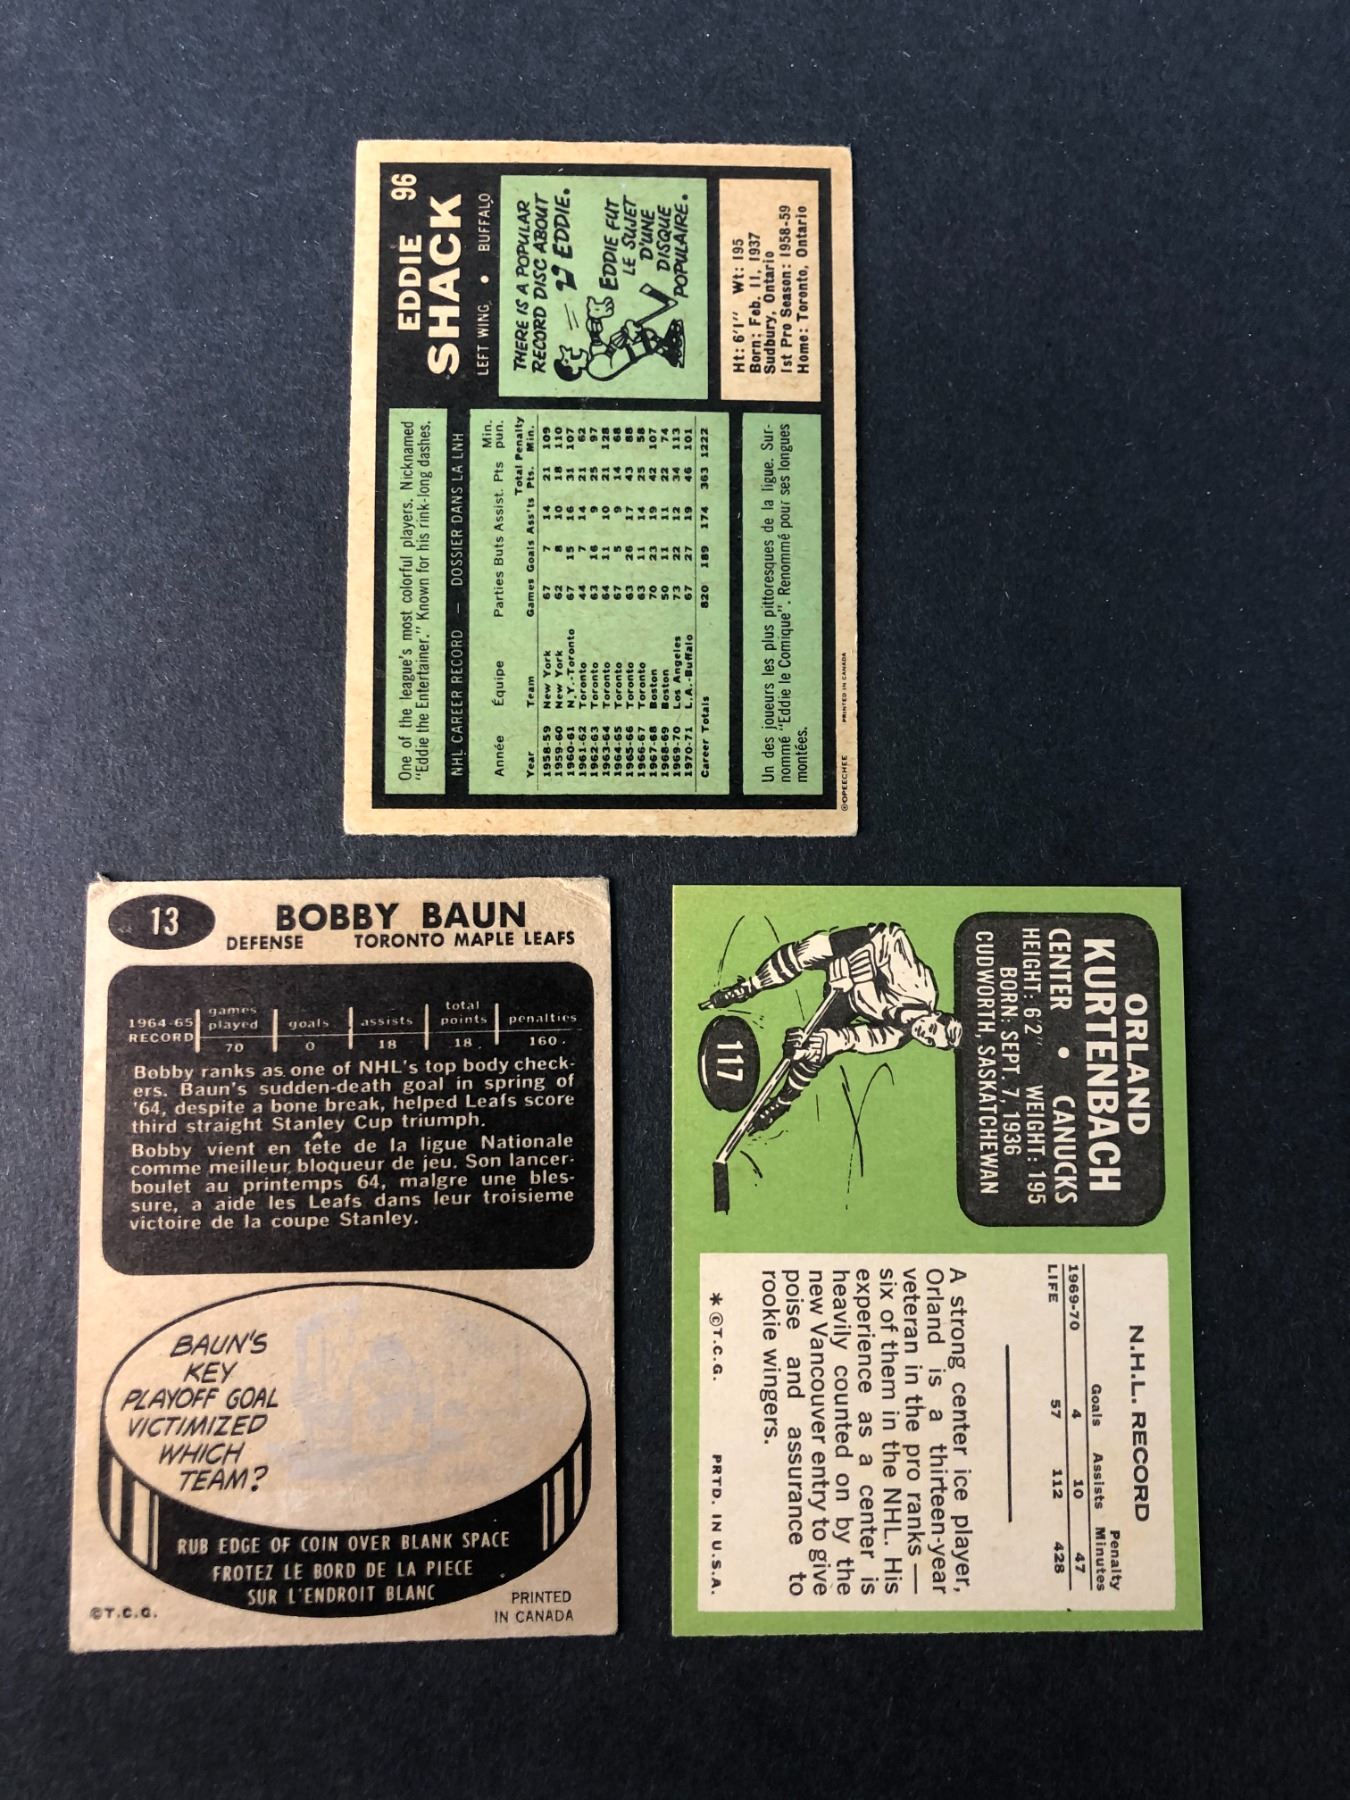 EDDIE 96
SHACK
LEFT WING • BUFFALO
One of the league's most colorful players. Nicknamed
"Eddie the Entertainer." Known for his rink-long dashes.
NHL CAREER RECORD — DOSSIER DANS LA LNH
Année Équipe Parties Buts Assist. Pts Min. pun.
Year Team Games Goals Ass'ts Total Pts. Penalty Min.
1958-59 New York 67 7 14 21 109
1959-60 New York 62 8 10 18 110
1960-61 N.Y.-Toronto 67 15 16 31 107
1961-62 Toronto 44 7 14 21 62
1962-63 Toronto 63 16 9 25 97
1963-64 Toronto 64 11 10 21 128
1964-65 Toronto 67 5 9 14 68
1965-66 Toronto 63 26 17 43 88
1966-67 Toronto 63 11 14 25 58
1967-68 Boston 70 23 19 42 107
1968-69 Boston 50 11 11 22 74
1969-70 Los Angeles 73 22 12 34 113
1970-71 L.A.-Buffalo 67 27 19 46 101
Career Totals 820 189 174 363 1222
THERE IS A POPULAR
RECORD DISC ABOUT
EDDIE.
EDDIE FUT
LE SUJET
D'UNE
DISQUE
POPULAIRE.
Ht: 6'1" Wt: 195
Born: Feb. 11, 1937
Sudbury, Ontario
1st Pro Season: 1958-59
Home: Toronto, Ontario
Un des joueurs les plus pittoresques de la ligue. Sur-
nommé "Eddie le Comique". Renommé pour ses longues
montées.
©OPEECHEE PRINTED IN CANADA
13
BOBBY BAUN
DEFENSE TORONTO MAPLE LEAFS
1964-65 RECORD
games played goals assists total points penalties
70 0 18 18. 160.
Bobby ranks as one of NHL's top body check-
ers. Baun's sudden-death goal in spring of
'64, despite a bone break, helped Leafs score
third straight Stanley Cup triumph.
Bobby vient en fête de la ligue Nationale
comme meilleur bloqueur de jeu. Son lancer-
boulet au printemps 64, malgre une bles-
sure, a aide les Leafs dans leur troisieme
victoire de la coupe Stanley.
BAUN'S
KEY
PLAYOFF GOAL
VICTIMIZED
WHICH
TEAM?
RUB EDGE OF COIN OVER BLANK SPACE
FROTEZ LE BORD DE LA PIECE
SUR L'ENDROIT BLANC
©T.C.G.
PRINTED
IN CANADA
ORLAND
KURTENBACH
CENTER • CANUCKS
HEIGHT: 6'2" WEIGHT: 195
BORN: SEPT. 7, 1936
CUDWORTH, SASKATCHEWAN
117
N.H.L. RECORD
Goals Assists Penalty Minutes
1969-70 4 10 47
LIFE 57 112 428
A strong center ice player,
Orland is a thirteen-year
veteran in the pro ranks —
six of them in the NHL. His
experience as a center is
heavily counted on by the
new Vancouver entry to give
poise and assurance to
rookie wingers.
* ©T.C.G. PRTD. IN U.S.A.